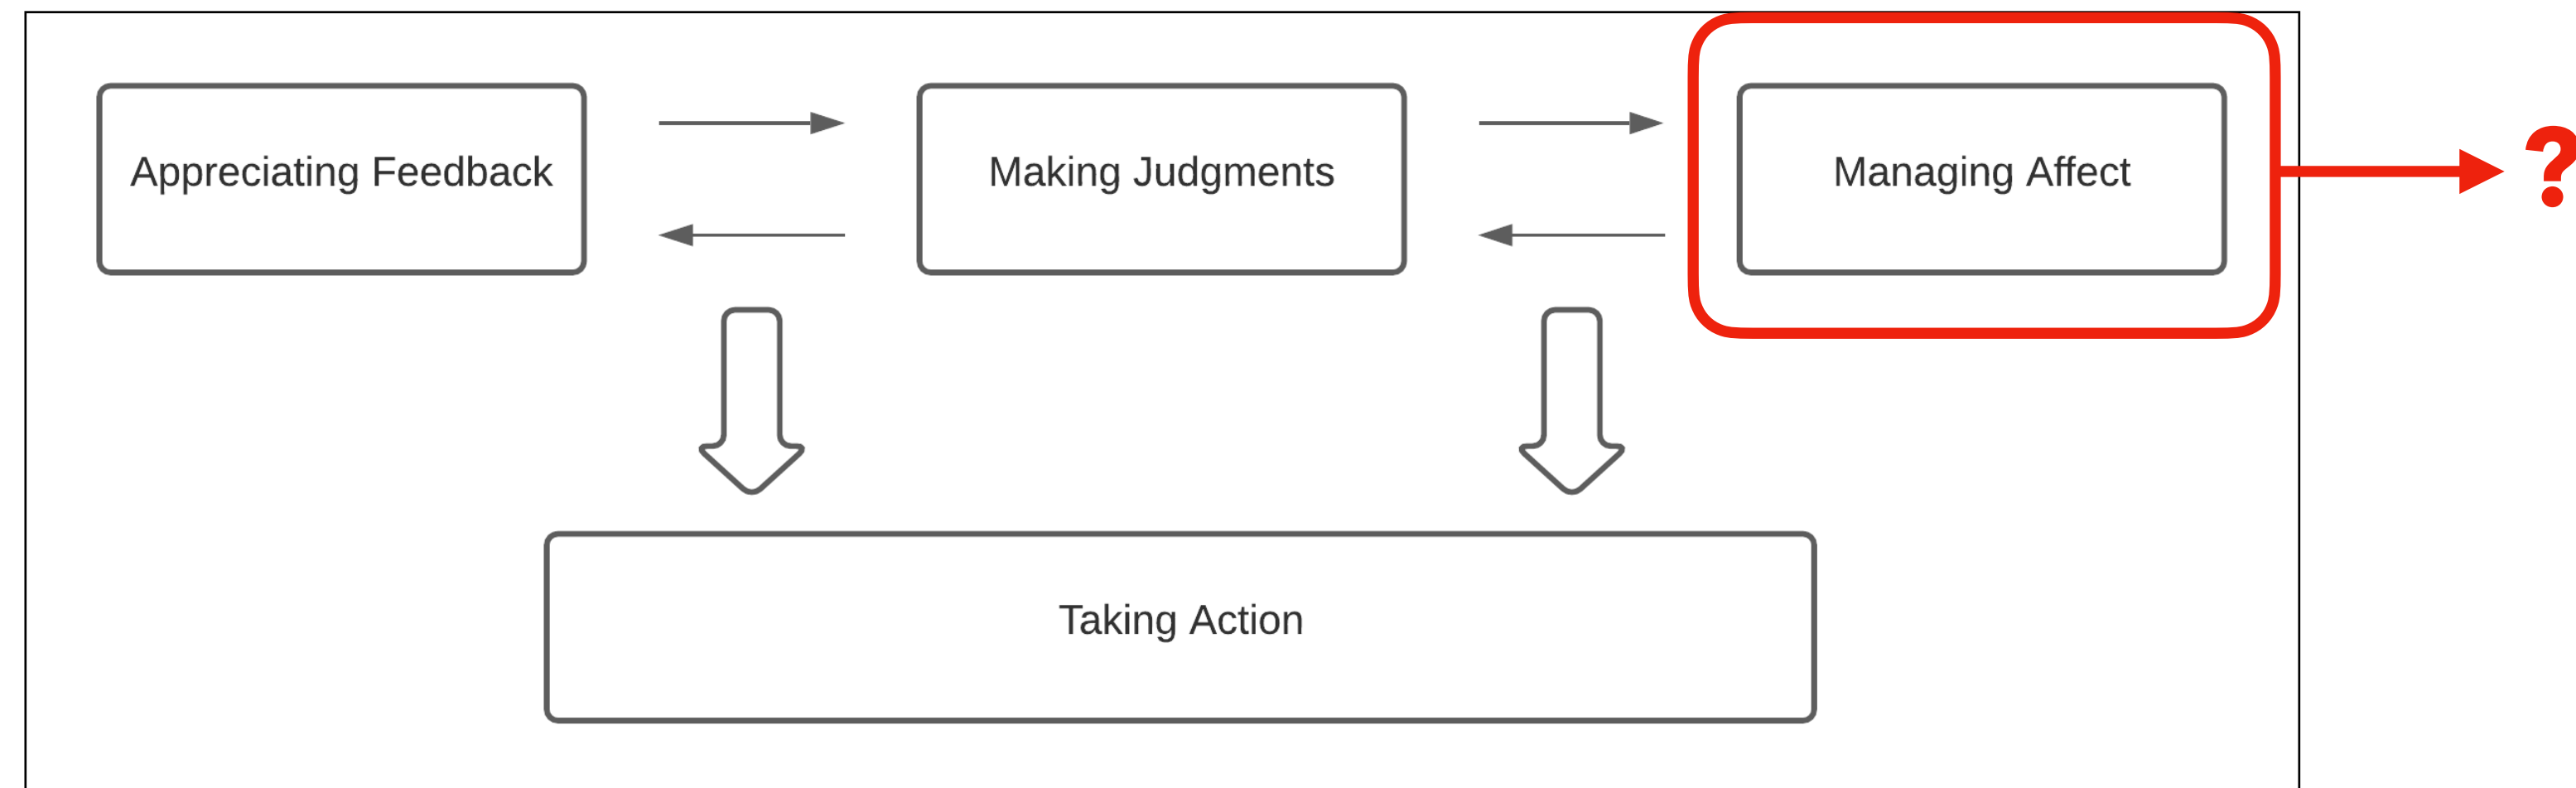 Appreciating Feedback
Making Judgments
Managing Affect
?
Taking Action